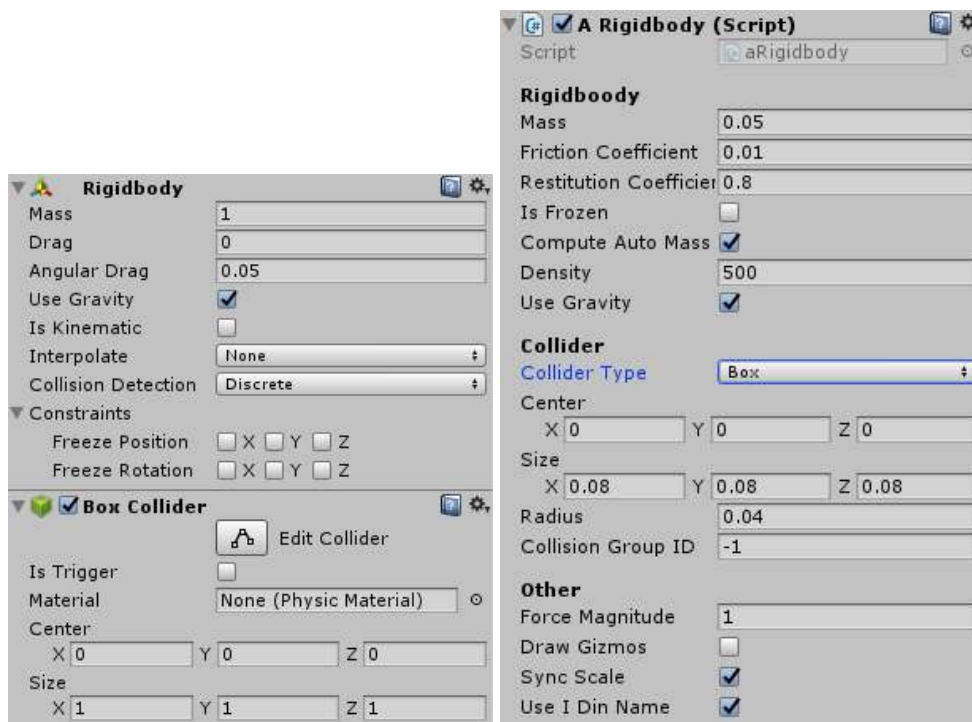 Rigidbody
Mass 1
Drag 0
Angular Drag 0.05
Use Gravity
Is Kinematic
Interpolate None
Collision Detection Discrete
Constraints
Freeze Position X Y Z
Freeze Rotation X Y Z
Box Collider
Edit Collider
Is Trigger
Material None (Physic Material)
Center
X 0 Y 0 Z 0
Size
X 1 Y 1 Z 1
A Rigidbody (Script)
Script aRigidbody
Rigidboody
Mass 0.05
Friction Coefficient 0.01
Restitution Coefficier 0.8
Is Frozen
Compute Auto Mass
Density 500
Use Gravity
Collider
Collider Type Box
Center
X 0 Y 0 Z 0
Size
X 0.08 Y 0.08 Z 0.08
Radius 0.04
Collision Group ID -1
Other
Force Magnitude 1
Draw Gizmos
Sync Scale
Use I Din Name